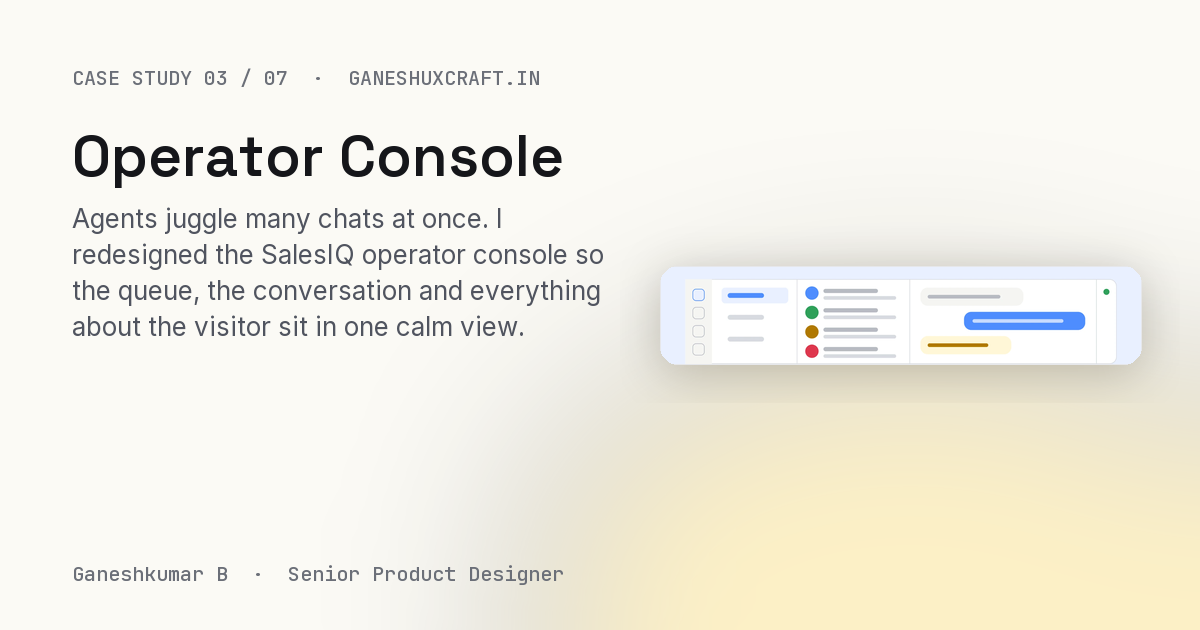 CASE STUDY 03 / 07 · GANESHUXCRAFT.IN
Operator Console
Agents juggle many chats at once. I
redesigned the SalesIQ operator console so
the queue, the conversation and everything
about the visitor sit in one calm view.
Ganeshkumar B · Senior Product Designer